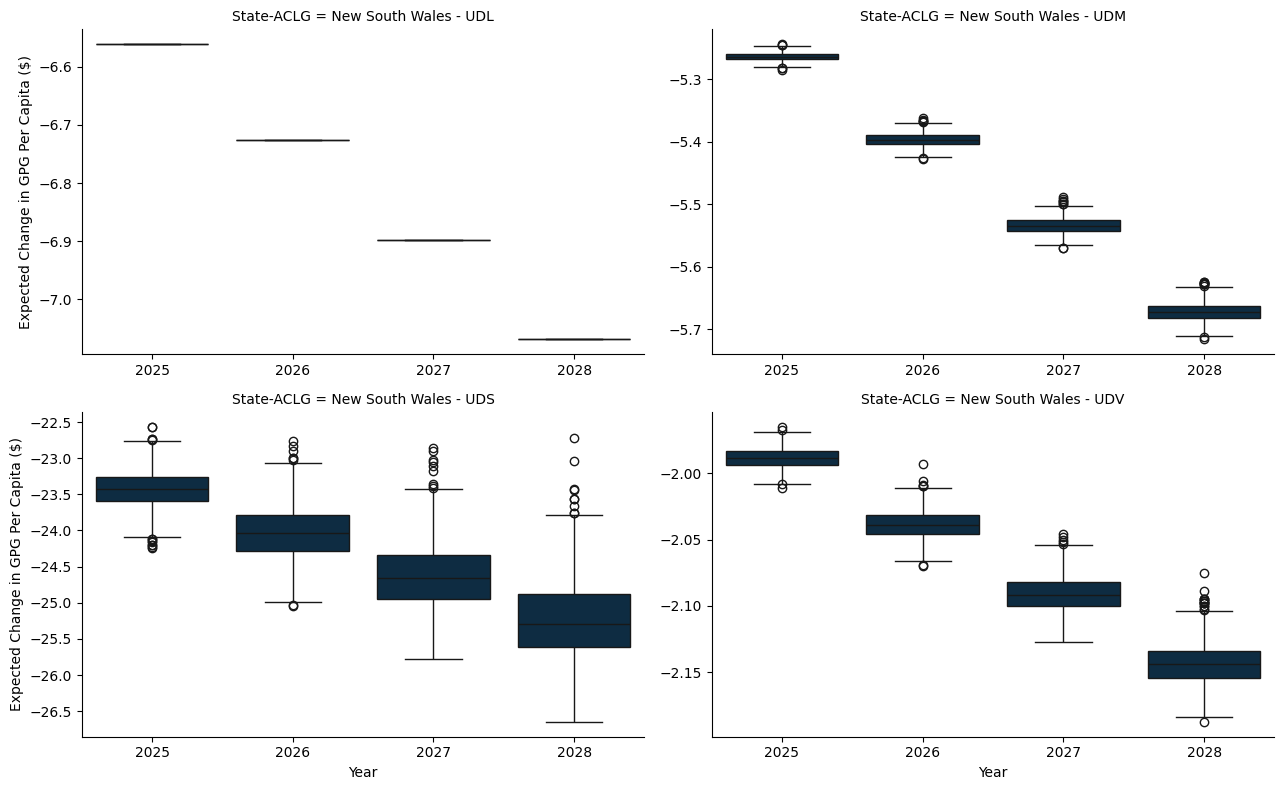 State-ACLG = New South Wales - UDL
Expected Change in GPG Per Capita ($)
−6.6
−6.7
−6.8
−6.9
−7.0
2025 2026 2027 2028
State-ACLG = New South Wales - UDM
−5.3
−5.4
−5.5
−5.6
−5.7
2025 2026 2027 2028
State-ACLG = New South Wales - UDS
Expected Change in GPG Per Capita ($)
−22.5
−23.0
−23.5
−24.0
−24.5
−25.0
−25.5
−26.0
−26.5
2025 2026 2027 2028
Year
State-ACLG = New South Wales - UDV
−2.00
−2.05
−2.10
−2.15
2025 2026 2027 2028
Year